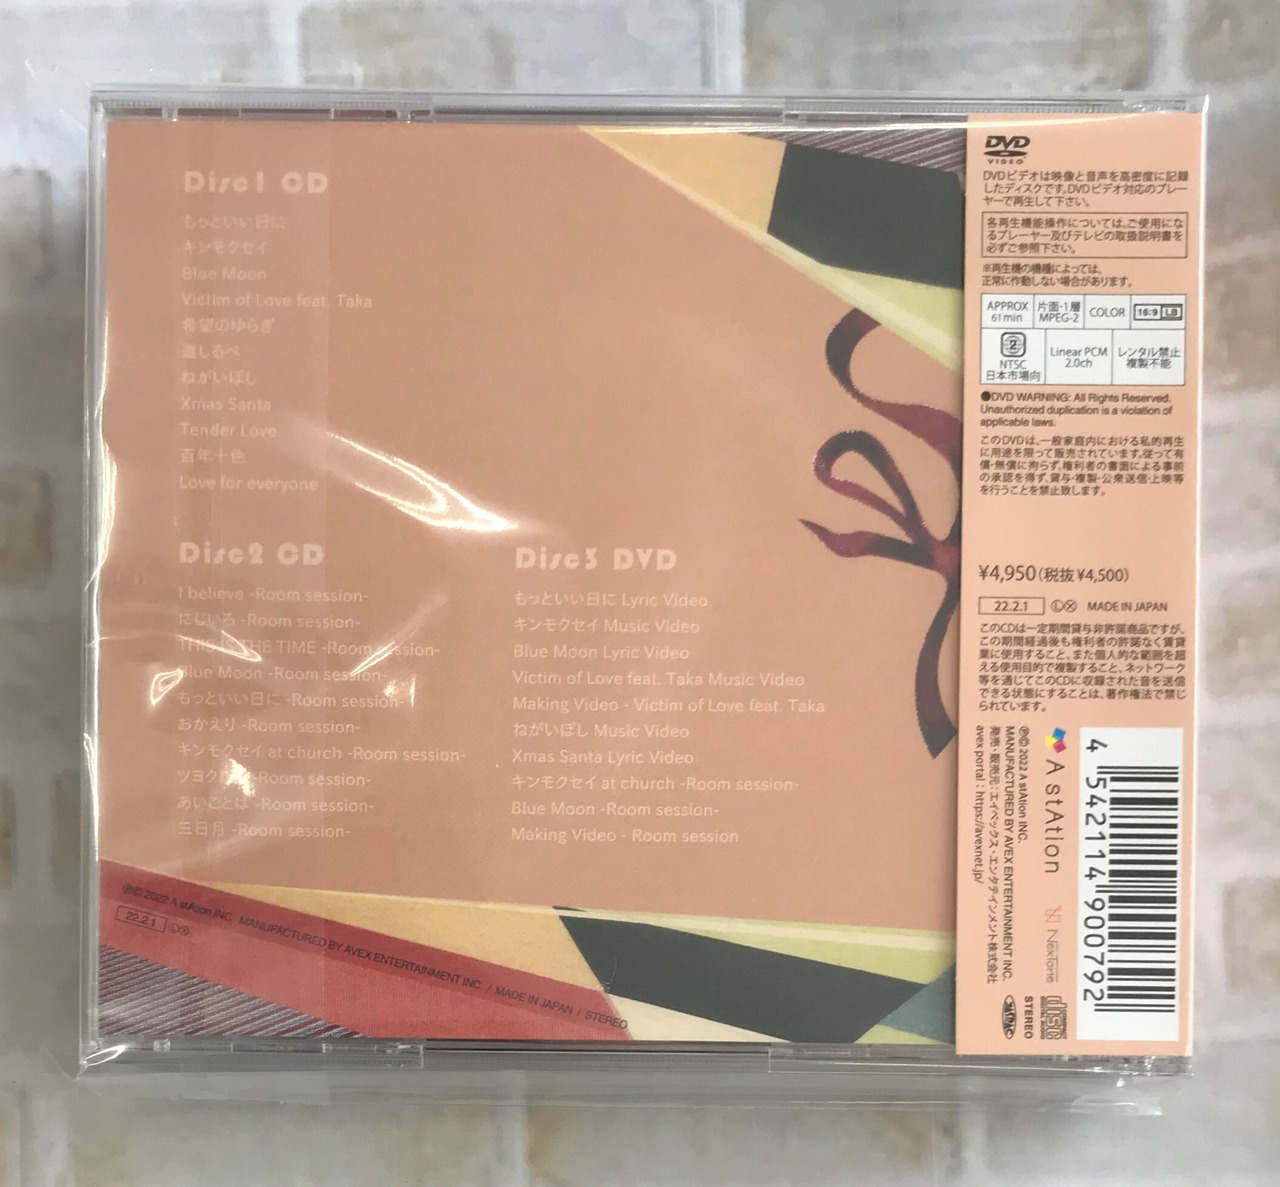 Disc1 CD
もっといい日に
キンモクセイ
Blue Moon
Victim of Love feat. Taka
希望のゆらぎ
道しるべ
ねがいぼし
Xmas Santa
Tender Love
百年十色
Love for everyone
Disc2 CD
I believe -Room session-
にじいろ -Room session-
THIS IS THE TIME -Room session-
Blue Moon -Room session-
もっといい日に -Room session-
おかえり -Room session-
キンモクセイ at church -Room session-
ツヨク -Room session-
あいことば -Room session-
三日月 -Room session-
Disc3 DVD
もっといい日に Lyric Video
キンモクセイ Music Video
Blue Moon Lyric Video
Victim of Love feat. Taka Music Video
Making Video - Victim of Love feat. Taka
ねがいぼし Music Video
Xmas Santa Lyric Video
キンモクセイ at church -Room session-
Blue Moon -Room session-
Making Video - Room session
℗© 2022 A stAtion INC. MANUFACTURED BY AVEX ENTERTAINMENT INC. / MADE IN JAPAN / STEREO
22.2.1 Ⓛ Ⓧ
DVD
VIDEO
DVDビデオは映像と音声を高密度に記録
したディスクです。DVDビデオ対応のプレー
ヤーで再生して下さい。
各再生機能操作については、ご使用にな
るプレーヤー及びテレビの取扱説明書を
必ずご参照下さい。
※再生機の機種によっては、
正常に作動しない場合があります。
APPROX 片面・1層 COLOR 16:9 LB
61min MPEG-2
2 Linear PCM レンタル禁止
NTSC 2.0ch 複製不能
日本市場向
●DVD WARNING: All Rights Reserved.
Unauthorized duplication is a violation of
applicable laws.
このDVDは、一般家庭内における私的再生
に用途を限って販売されています。従って有
償・無償に拘らず、権利者の書面による事前
の承認を得ず、貸与・複製・公衆送信・上映等
を行うことを禁止致します。
¥4,950(税抜¥4,500)
22.2.1 Ⓛ Ⓧ MADE IN JAPAN
このCDは一定期間貸与非許諾商品ですが、
この期間経過後も権利者の許諾なく賃貸
業に使用すること、また個人的な範囲を超
える使用目的で複製すること、ネットワーク
等を通じてこのCDに収録された音を送信
できる状態にすることは、著作権法で禁じ
られています。
4 542114 900792
A stAtion
NexTone
℗© 2022 A stAtion INC.
MANUFACTURED BY AVEX ENTERTAINMENT INC.
発売・販売元：エイベックス・エンタテインメント株式会社
avex portal : https://avexnet.jp/
COMPACT
disc
DIGITAL AUDIO
STEREO